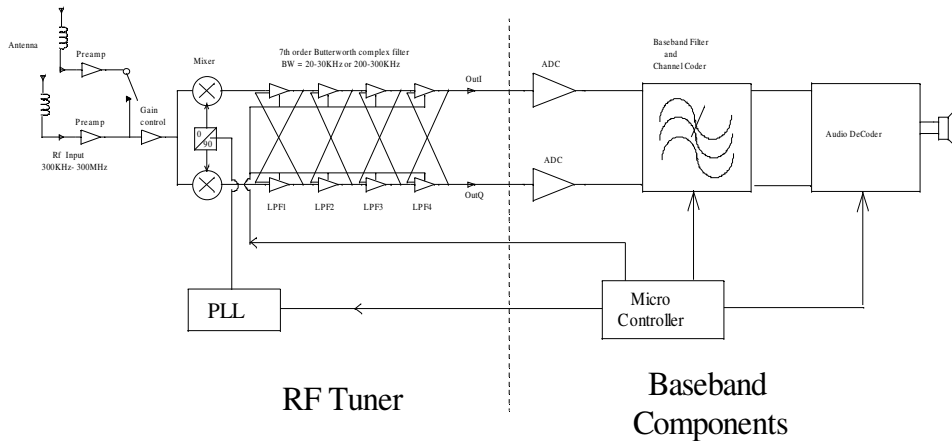 Antenna
Preamp
Preamp
Rf Input
300KHz- 300MHz
Gain
control
Mixer
0
90
7th order Butterworth complex filter
BW = 20-30KHz or 200-300KHz
LPF1
LPF2
LPF3
LPF4
OutI
OutQ
ADC
ADC
Baseband Filter
and
Channel Coder
Audio DeCoder
PLL
Micro
Controller
RF Tuner
Baseband
Components